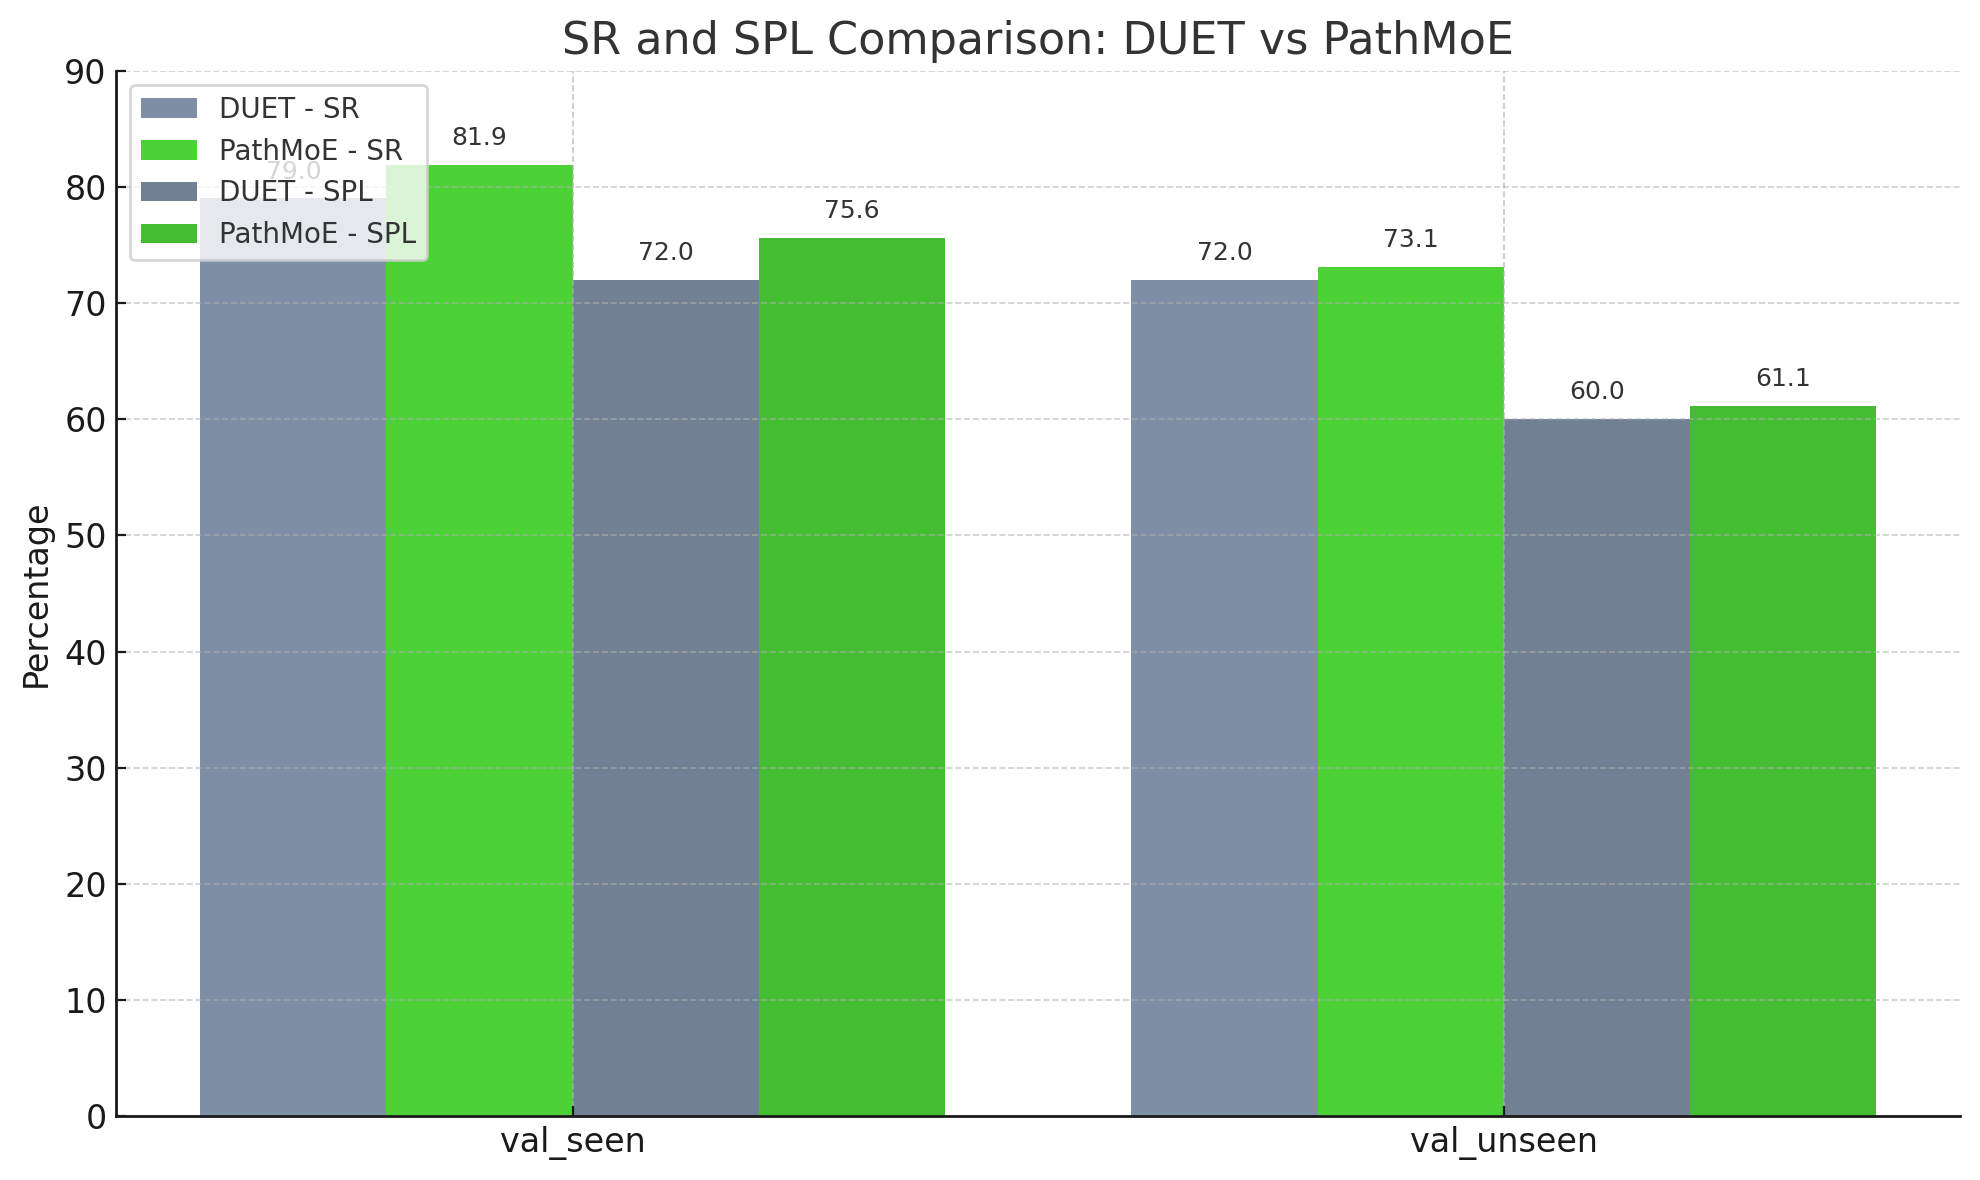 SR and SPL Comparison: DUET vs PathMoE
DUET - SR
PathMoE - SR
DUET - SPL
PathMoE - SPL
79.0
81.9
72.0
75.6
72.0
73.1
60.0
61.1
Percentage
90
80
70
60
50
40
30
20
10
0
val_seen
val_unseen